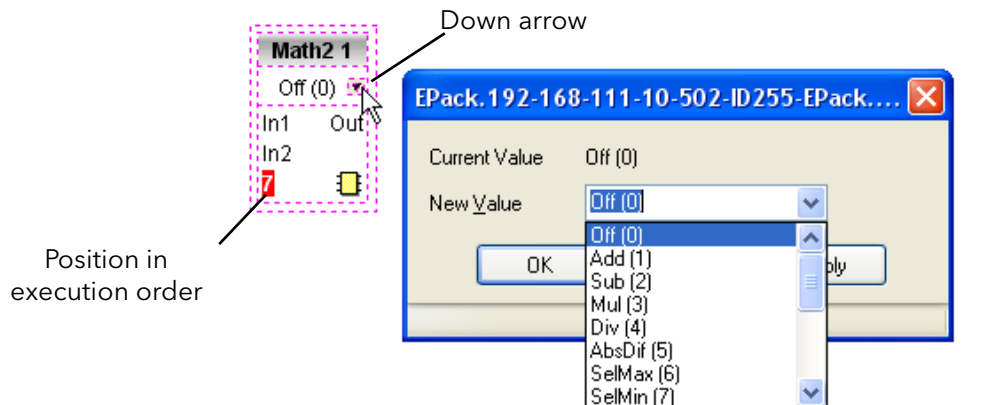 Down arrow
Math2 1
Off (0)
In1 Out
In2
7
Position in
execution order
EPack.192-168-111-10-502-ID255-EPack....
Current Value Off (0)
New Value Off (0)
Off (0)
Add (1)
Sub (2)
Mul (3)
Div (4)
AbsDif (5)
SelMax (6)
SelMin (7)
OK